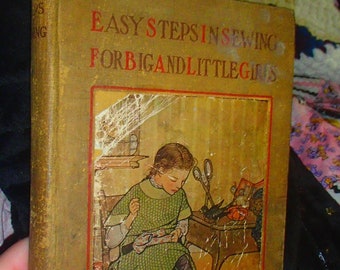 EASY STEPS IN SEWING
FOR BIG AND LITTLE GIRLS